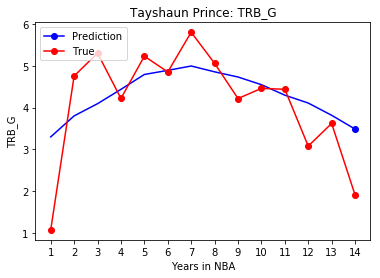 Tayshaun Prince: TRB_G
Prediction
True
6
5
4
3
2
1
TRB_G
1 2 3 4 5 6 7 8 9 10 11 12 13 14
Years in NBA